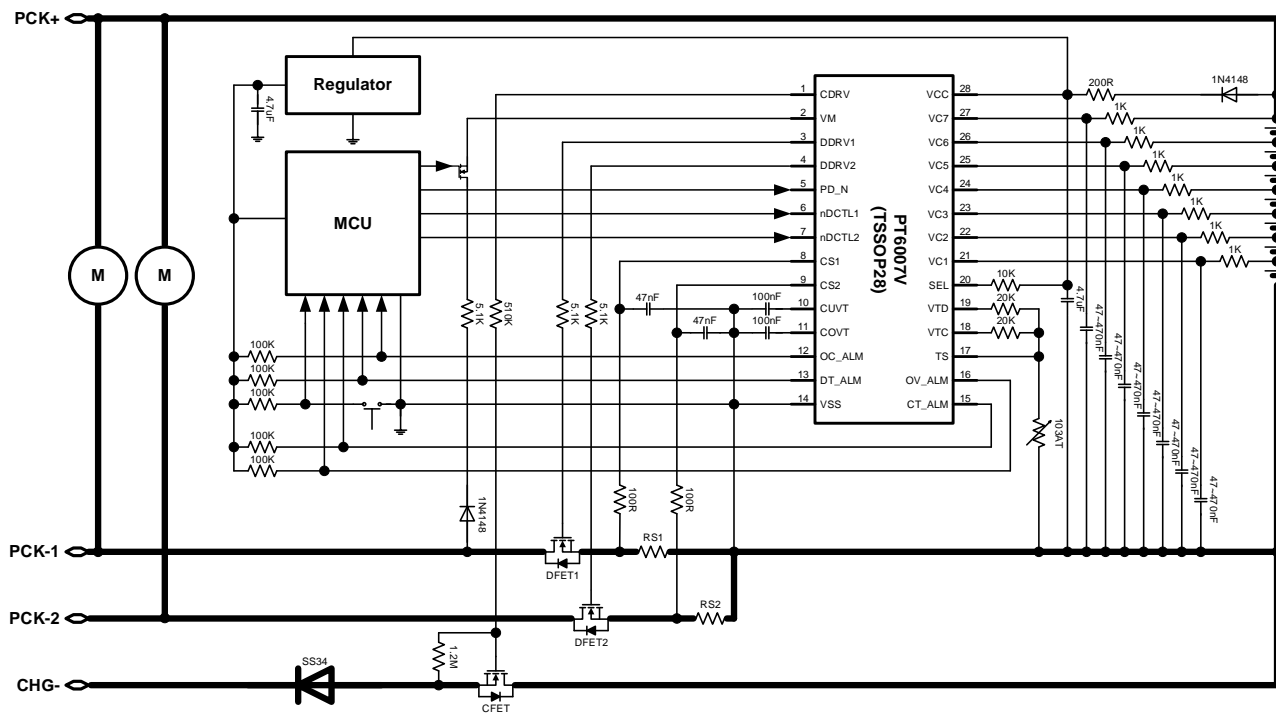 PCK+
Regulator
4.7uF
MCU
M
M
PT6007V
(TSSOP28)
1 CDRV
2 VM
3 DDRV1
4 DDRV2
5 PD_N
6 nDCTL1
7 nDCTL2
8 CS1
9 CS2
10 CUVT
11 COVT
12 OC_ALM
13 DT_ALM
14 VSS
VCC 28
VC7 27
VC6 26
VC5 25
VC4 24
VC3 23
VC2 22
VC1 21
SEL 20
VTD 19
VTC 18
TS 17
OV_ALM 16
CT_ALM 15
200R
1N4148
1K
1K
1K
1K
1K
1K
1K
10K
20K
20K
4.7uF
47~470nF
47~470nF
47~470nF
47~470nF
47~470nF
47~470nF
47~470nF
103AT
5.1K
510K
5.1K
5.1K
47nF
100nF
47nF
100nF
100K
100K
100K
100K
100K
1N4148
100R
100R
PCK-1
DFET1
RS1
PCK-2
DFET2
RS2
1.2M
SS34
CHG-
CFET